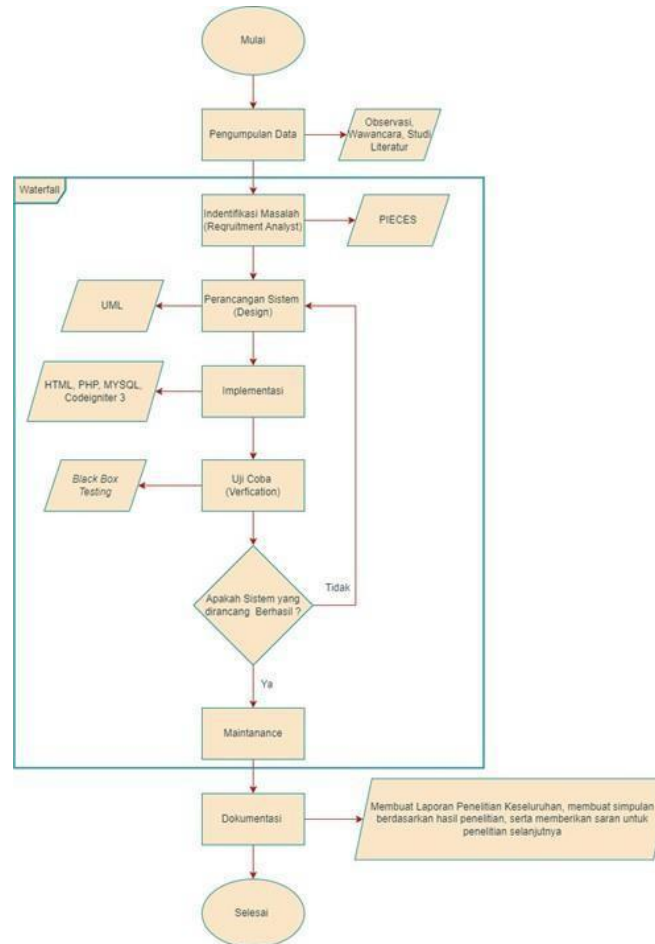 Mulai
Pengumpulan Data
Observasi,
Wawancara, Studi
Literatur
Waterfall
Indentifikasi Masalah
(Reqruitment Analyst)
PIECES
Perancangan Sistem
(Design)
UML
Implementasi
HTML, PHP, MYSQL,
Codeigniter 3
Uji Coba
(Verfication)
Black Box
Testing
Apakah Sistem yang
dirancang Berhasil ?
Tidak
Ya
Maintanance
Dokumentasi
Membuat Laporan Penelitian Keseluruhan, membuat simpulan
berdasarkan hasil penelitian, serta memberikan saran untuk
penelitian selanjutnya
Selesai